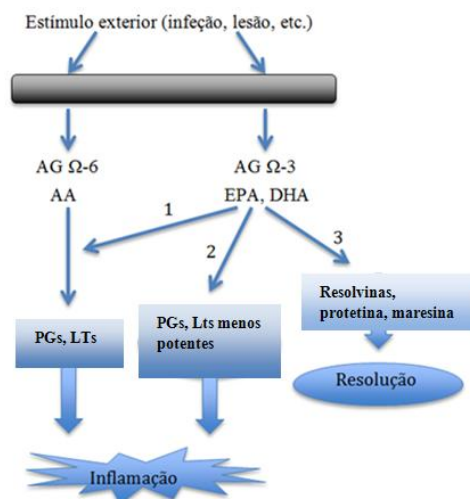 Estímulo exterior (infeção, lesão, etc.)
AG Ω-6
AG Ω-3
AA
EPA, DHA
1
2
3
PGs, LTs
PGs, Lts menos
potentes
Resolvinas,
protetina, maresina
Resolução
Inflamação